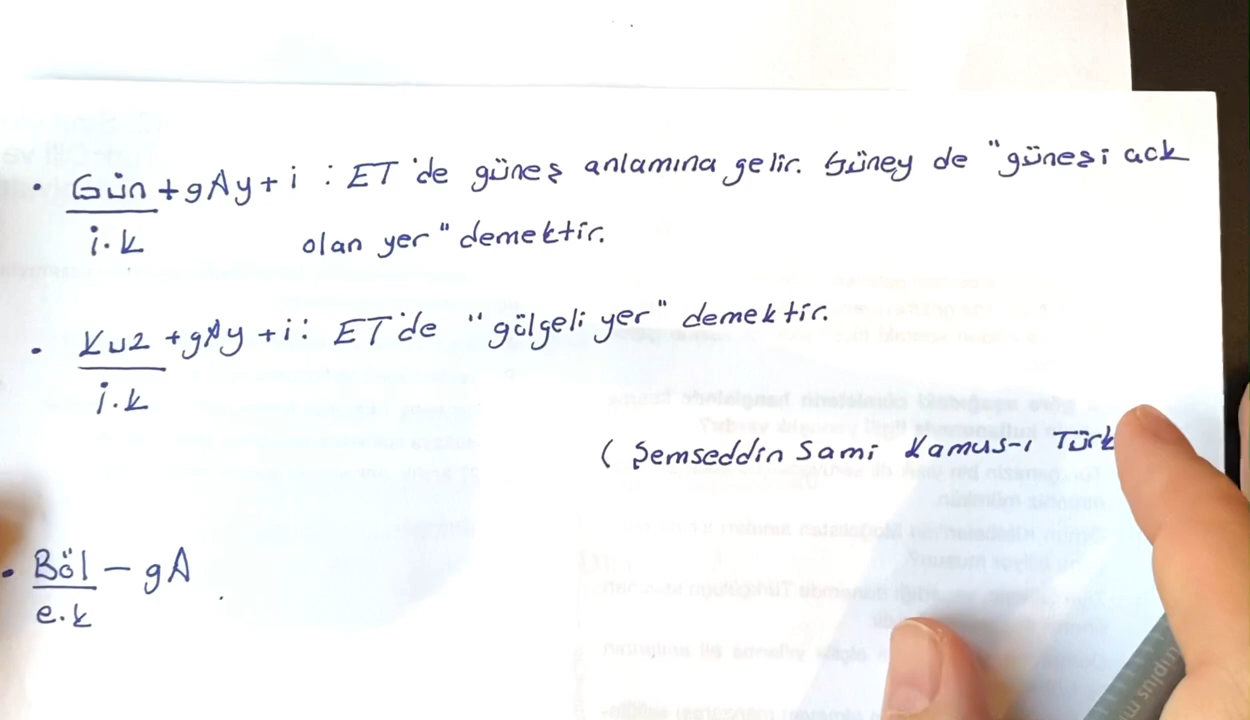 • Gün + gAy + i : ET'de güneş anlamına gelir. Güney de "güneşi acık
i.k olan yer" demektir.
• Kuz + gAy + i : ET'de "gölgeli yer" demektir.
i.k
( Şemseddin Sami Kamus-ı Türk
• Böl - gA
e.k